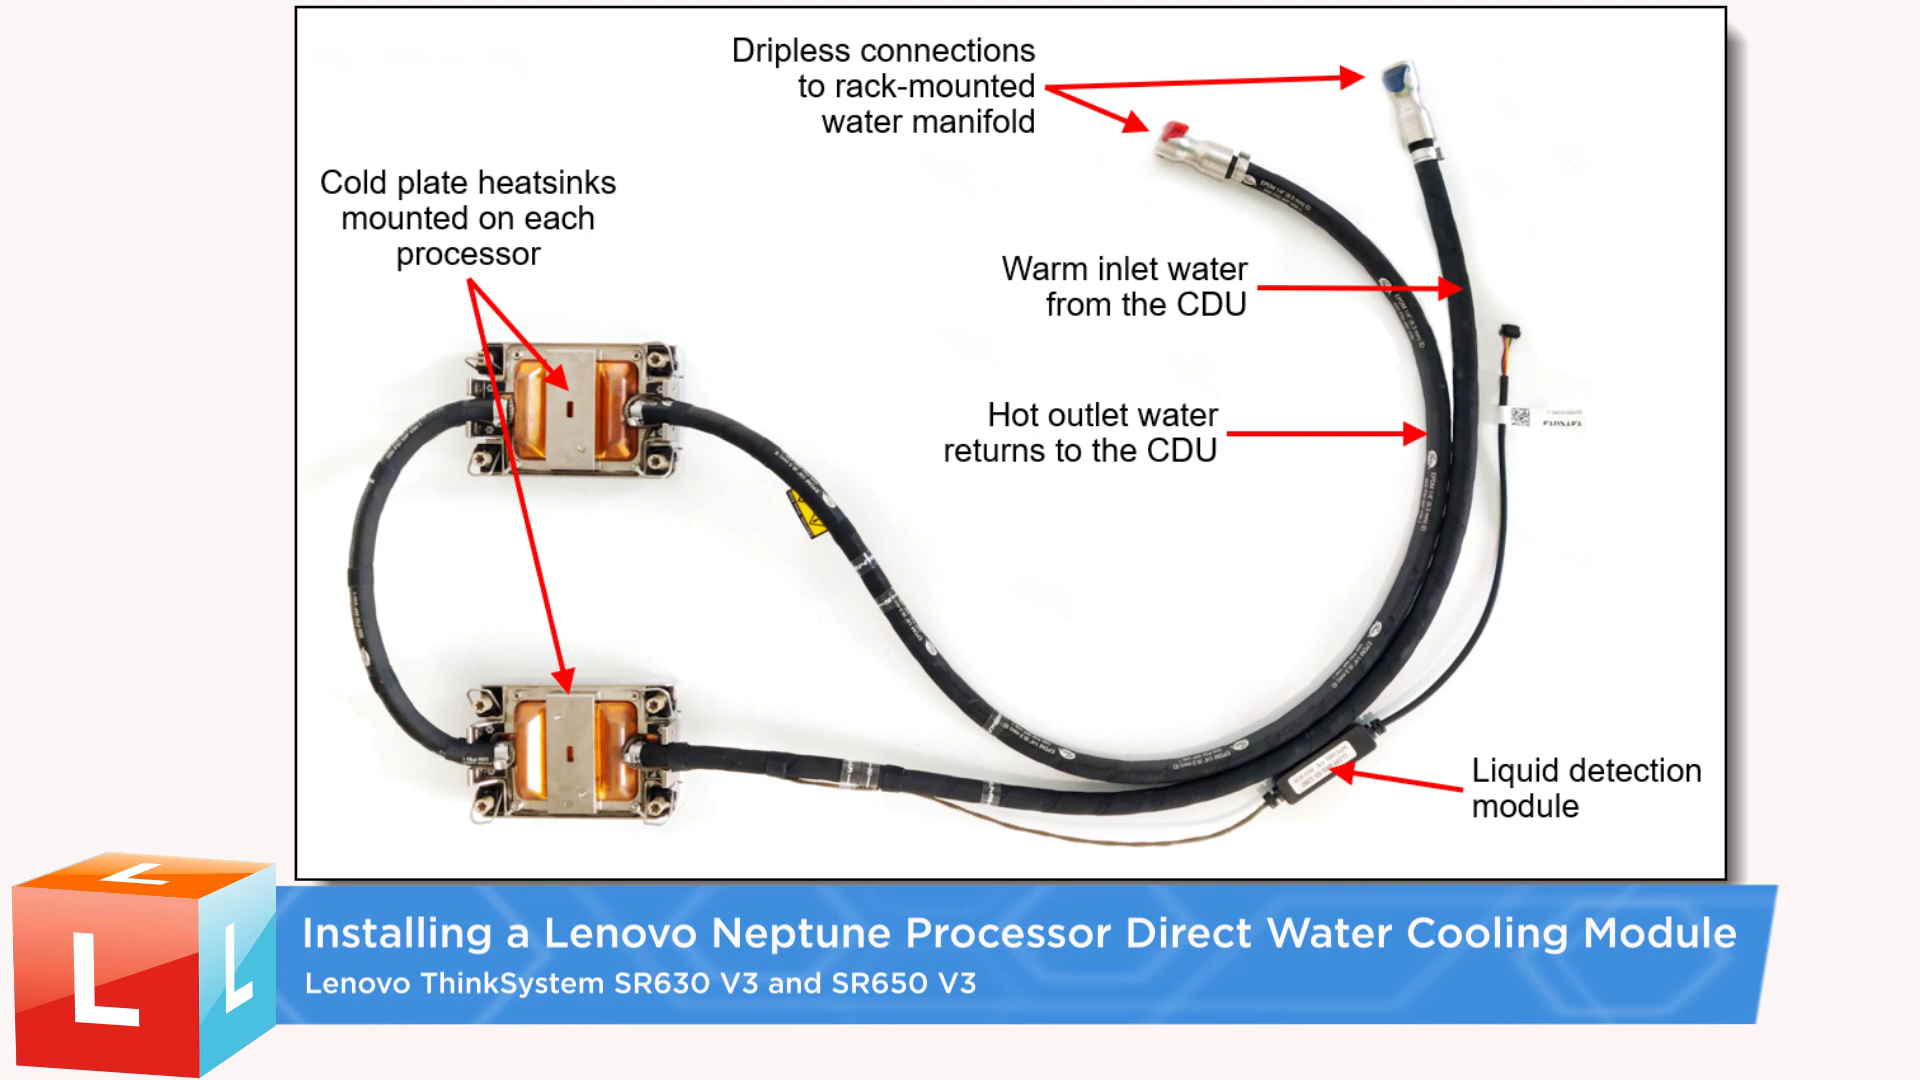 Dripless connections
to rack-mounted
water manifold
Cold plate heatsinks
mounted on each
processor
Warm inlet water
from the CDU
Hot outlet water
returns to the CDU
Liquid detection
module
L
L
L
Installing a Lenovo Neptune Processor Direct Water Cooling Module
Lenovo ThinkSystem SR630 V3 and SR650 V3